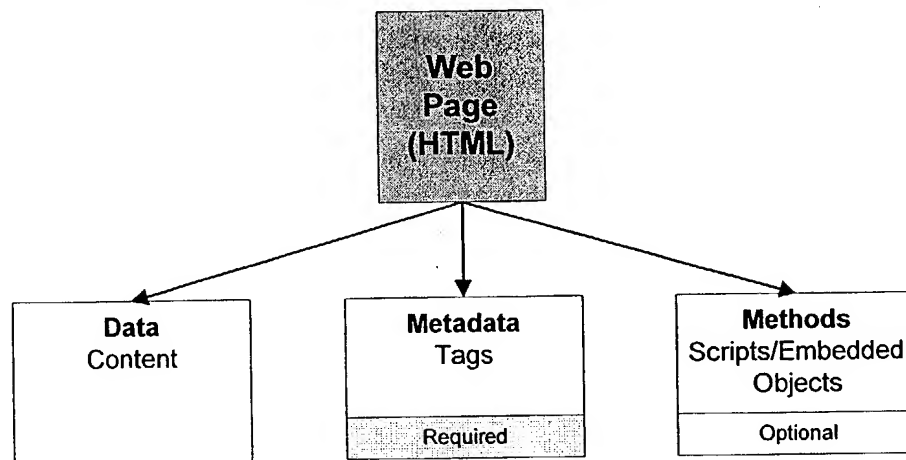 Web
Page
(HTML)
Data
Content
Metadata
Tags
Required
Methods
Scripts/Embedded
Objects
Optional